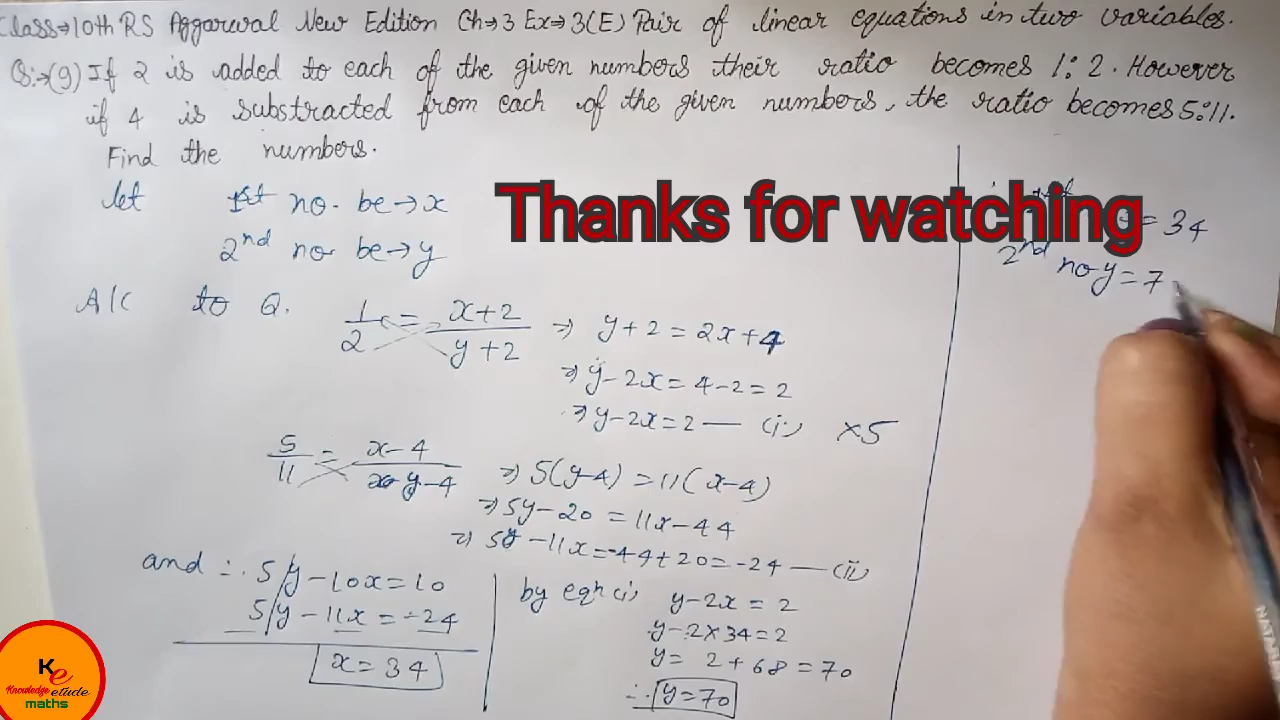 Class→10th RS Aggarwal New Edition Ch→3 Ex→3(E) Pair of linear equations in two variables.
Q:→(9) If 2 is added to each of the given numbers their ratio becomes 1:2. However
if 4 is substracted from each of the given numbers, the ratio becomes 5:11.
Find the numbers.
let 1st no. be→x
2nd no be→y
A/C to Q.
1/2 = x+2/y+2 ⇒ y+2 = 2x+4
⇒ y-2x = 4-2 = 2
⇒ y-2x = 2 — (i) ×5
5/11 = x-4/y-4 ⇒ 5(y-4) = 11(x-4)
⇒ 5y-20 = 11x-44
⇒ 5y-11x = -44+20 = -24 — (ii)
and ∴ 5y-10x = 10
5y-11x = -24
x = 34
by eqn (i) y-2x = 2
y-2×34 = 2
y = 2+68 = 70
∴ y=70
= 34
2nd no y = 7
Thanks for watching
Ke
Knowledge etude
maths